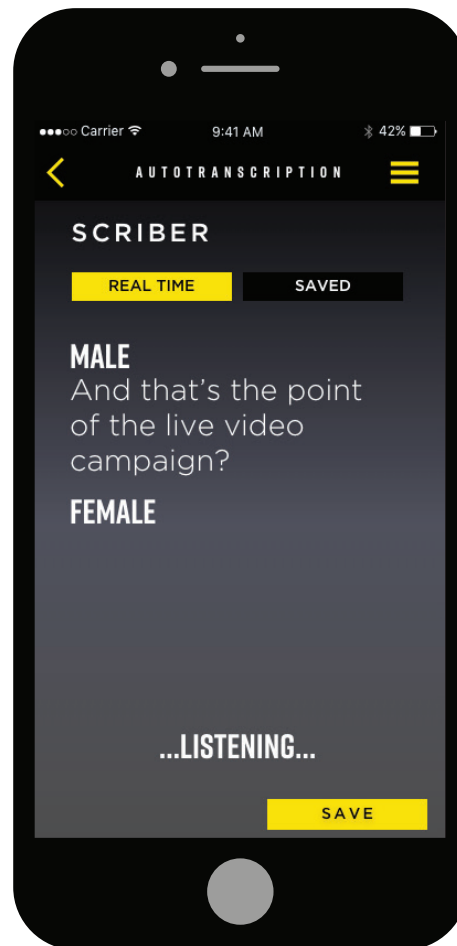 Carrier 9:41 AM 42%
AUTOTRANSCRIPTION
SCRIBER
REAL TIME SAVED
MALE
And that's the point
of the live video
campaign?
FEMALE
...LISTENING...
SAVE